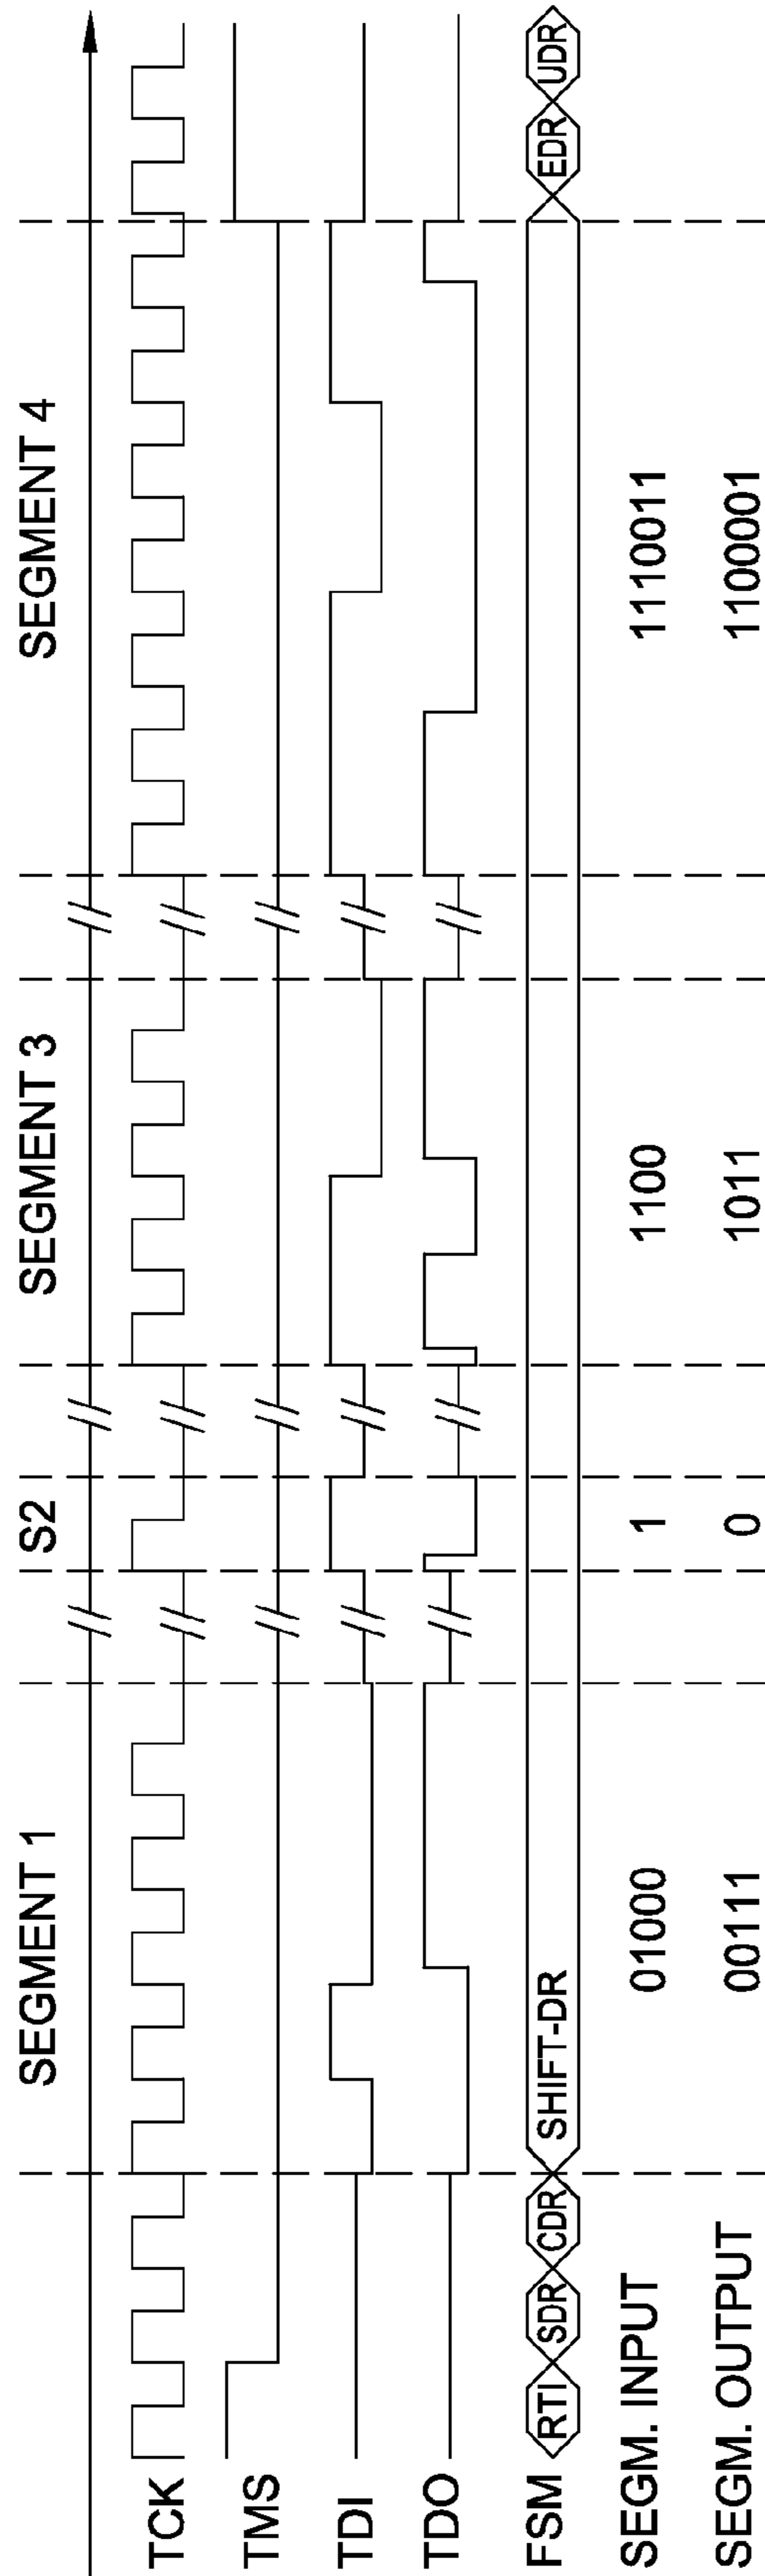 SEGMENT 1 S2 SEGMENT 3 SEGMENT 4
TCK
TMS
TDI
TDO
FSM RTI SDR CDR SHIFT-DR EDR UDR
SEGM. INPUT 01000 1 1100 1110011
SEGM. OUTPUT 00111 0 1011 1100001